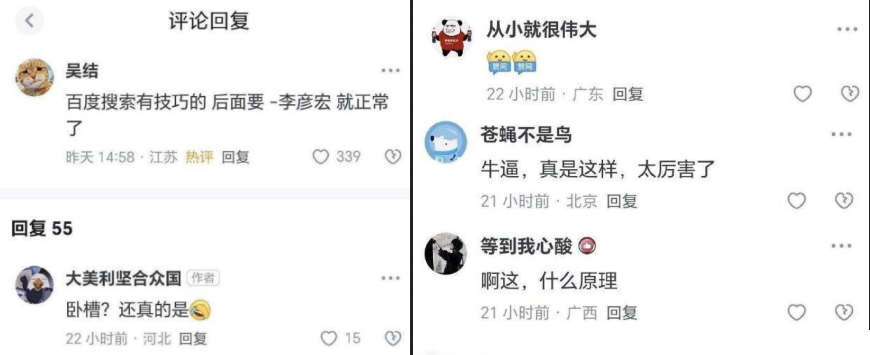 评论回复
吴结
百度搜索有技巧的 后面要 -李彦宏 就正常
了
昨天 14:58 · 江苏 热评 回复
339
回复 55
大美利坚合众国 作者
卧槽？还真的是
22 小时前 · 河北 回复
15
从小就很伟大
赞同 赞同
22 小时前 · 广东 回复
苍蝇不是鸟
牛逼，真是这样，太厉害了
21 小时前 · 北京 回复
等到我心酸
啊这，什么原理
21 小时前 · 广西 回复